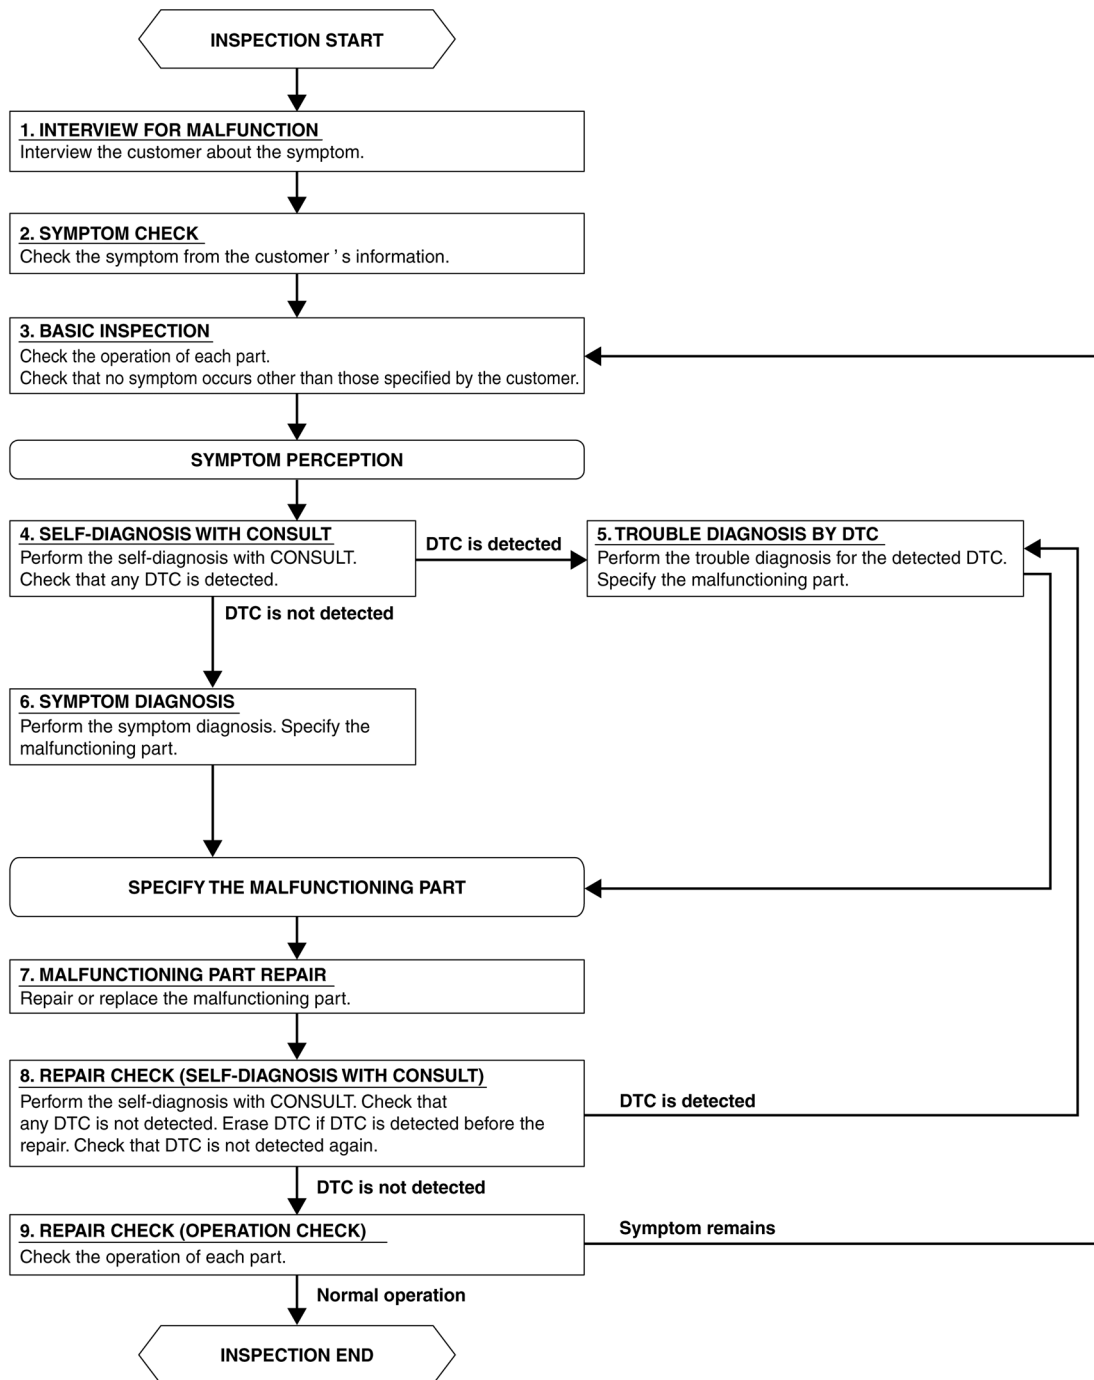 INSPECTION START
1. INTERVIEW FOR MALFUNCTION
Interview the customer about the symptom.
2. SYMPTOM CHECK
Check the symptom from the customer ’ s information.
3. BASIC INSPECTION
Check the operation of each part.
Check that no symptom occurs other than those specified by the customer.
SYMPTOM PERCEPTION
4. SELF-DIAGNOSIS WITH CONSULT
Perform the self-diagnosis with CONSULT.
Check that any DTC is detected.
DTC is detected
5. TROUBLE DIAGNOSIS BY DTC
Perform the trouble diagnosis for the detected DTC.
Specify the malfunctioning part.
DTC is not detected
6. SYMPTOM DIAGNOSIS
Perform the symptom diagnosis. Specify the
malfunctioning part.
SPECIFY THE MALFUNCTIONING PART
7. MALFUNCTIONING PART REPAIR
Repair or replace the malfunctioning part.
8. REPAIR CHECK (SELF-DIAGNOSIS WITH CONSULT)
Perform the self-diagnosis with CONSULT. Check that
any DTC is not detected. Erase DTC if DTC is detected before the
repair. Check that DTC is not detected again.
DTC is detected
DTC is not detected
9. REPAIR CHECK (OPERATION CHECK)
Check the operation of each part.
Symptom remains
Normal operation
INSPECTION END